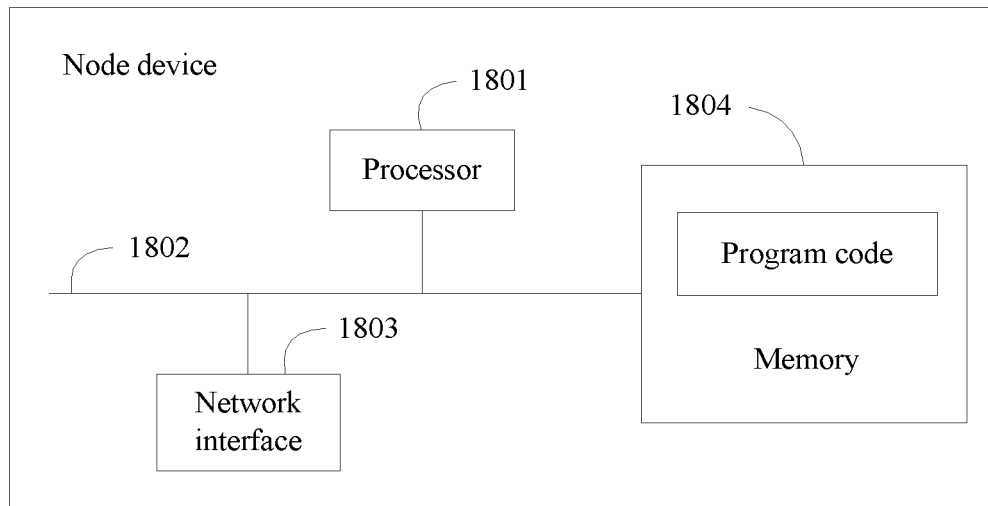 Node device
1801
1804
Processor
Program code
1802
1803
Memory
Network
interface